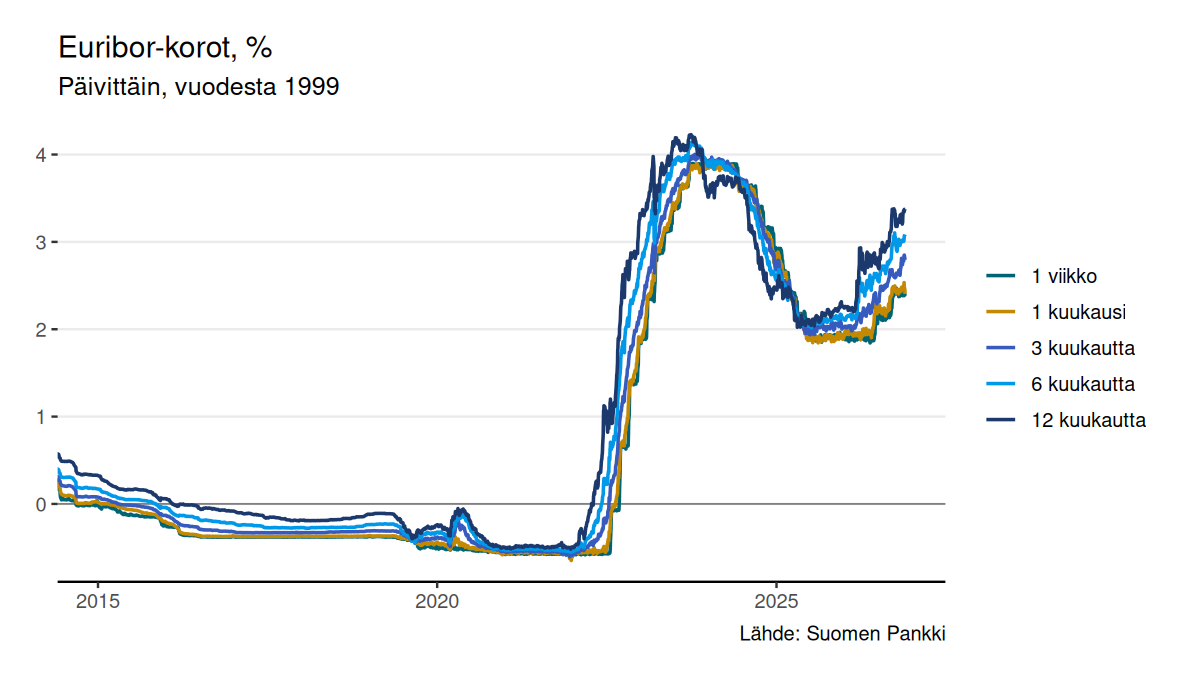 Euribor-korot, %
Päivittäin, vuodesta 1999
4
3
2
1
0
2015 2020 2025
1 viikko
1 kuukausi
3 kuukautta
6 kuukautta
12 kuukautta
Lähde: Suomen Pankki